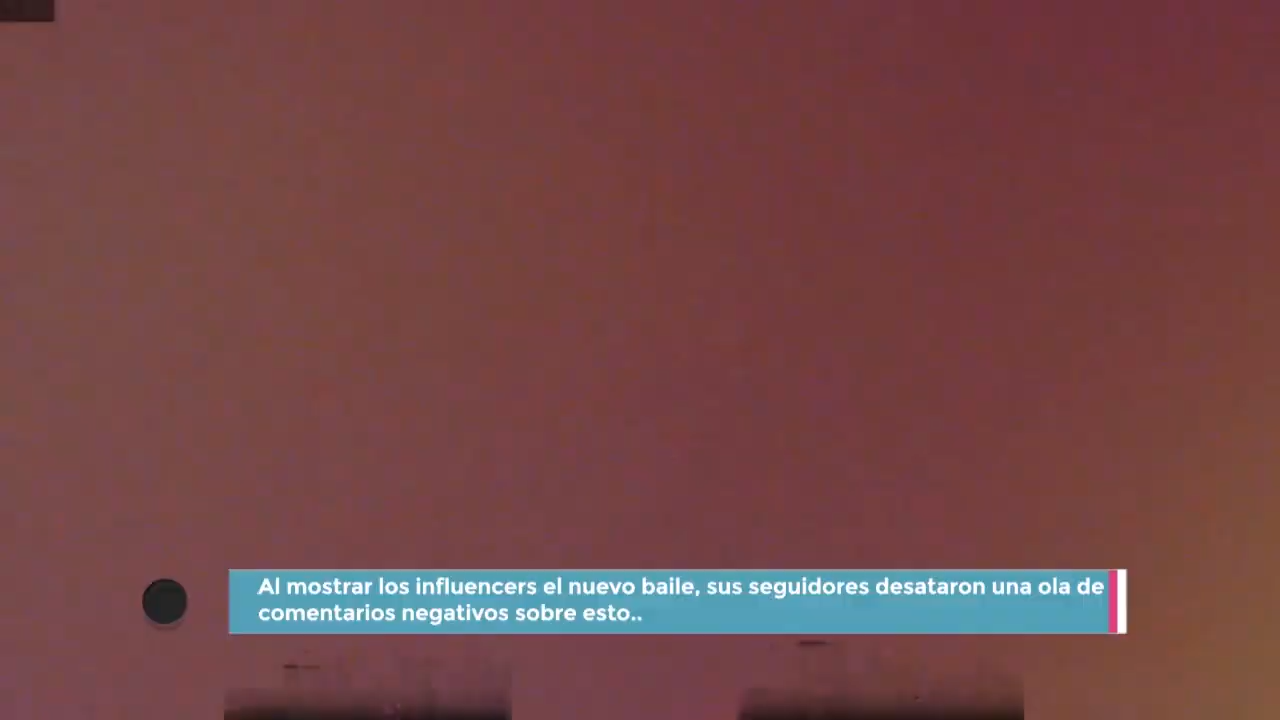 Al mostrar los influencers el nuevo baile, sus seguidores desataron una ola de
comentarios negativos sobre esto..